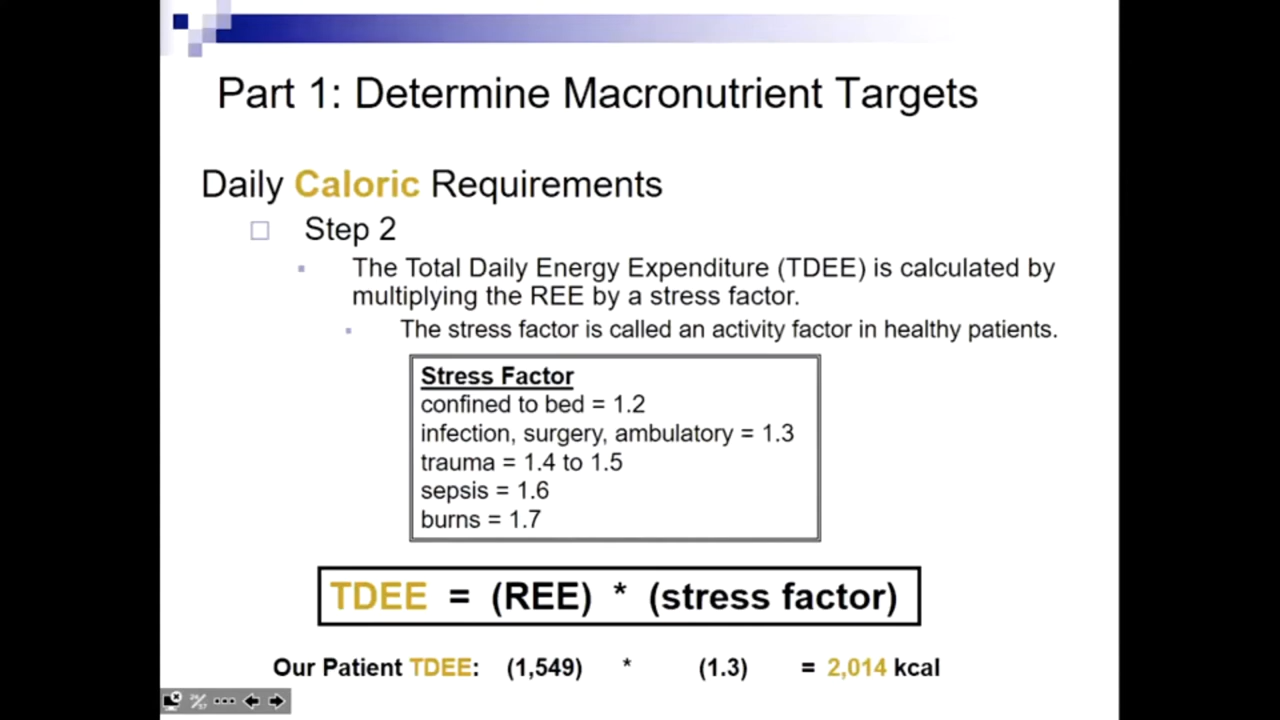 Part 1: Determine Macronutrient Targets
Daily Caloric Requirements
Step 2
The Total Daily Energy Expenditure (TDEE) is calculated by
multiplying the REE by a stress factor.
The stress factor is called an activity factor in healthy patients.
Stress Factor
confined to bed = 1.2
infection, surgery, ambulatory = 1.3
trauma = 1.4 to 1.5
sepsis = 1.6
burns = 1.7
TDEE = (REE) * (stress factor)
Our Patient TDEE: (1,549) * (1.3) = 2,014 kcal